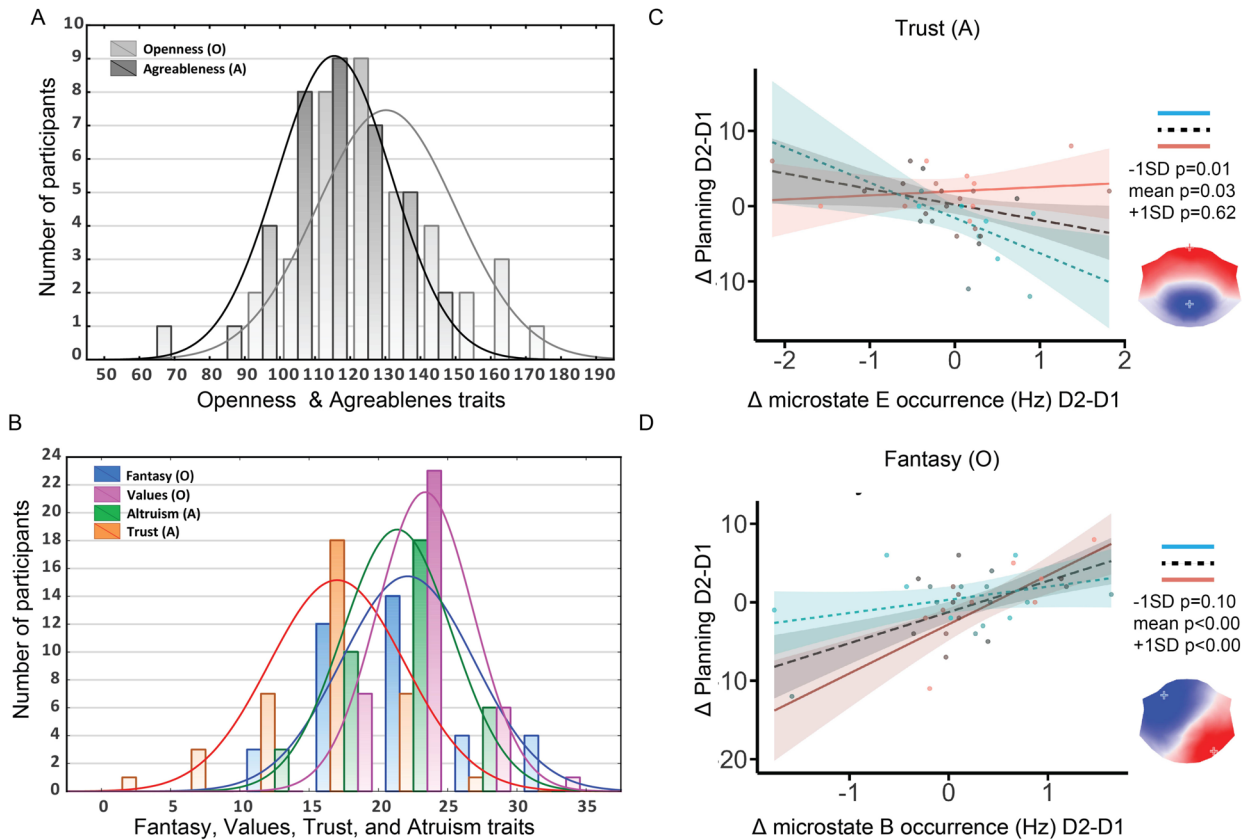 A
10
9
8
7
6
5
4
3
2
1
0
Number of participants
Openness (O)
Agreableness (A)
50 60 70 80 90 100 110 120 130 140 150 160 170 180 190
Openness & Agreablenes traits
B
24
22
20
18
16
14
12
10
8
6
4
2
0
Number of participants
Fantasy (O)
Values (O)
Altruism (A)
Trust (A)
0 5 10 15 20 25 30 35
Fantasy, Values, Trust, and Atruism traits
C
Trust (A)
Δ Planning D2-D1
10
0
10
-2 -1 0 1 2
Δ microstate E occurrence (Hz) D2-D1
-1SD p=0.01
mean p=0.03
+1SD p=0.62
D
Fantasy (O)
Δ Planning D2-D1
10
0
-10
20
-1 0 1
Δ microstate B occurrence (Hz) D2-D1
-1SD p=0.10
mean p<0.00
+1SD p<0.00